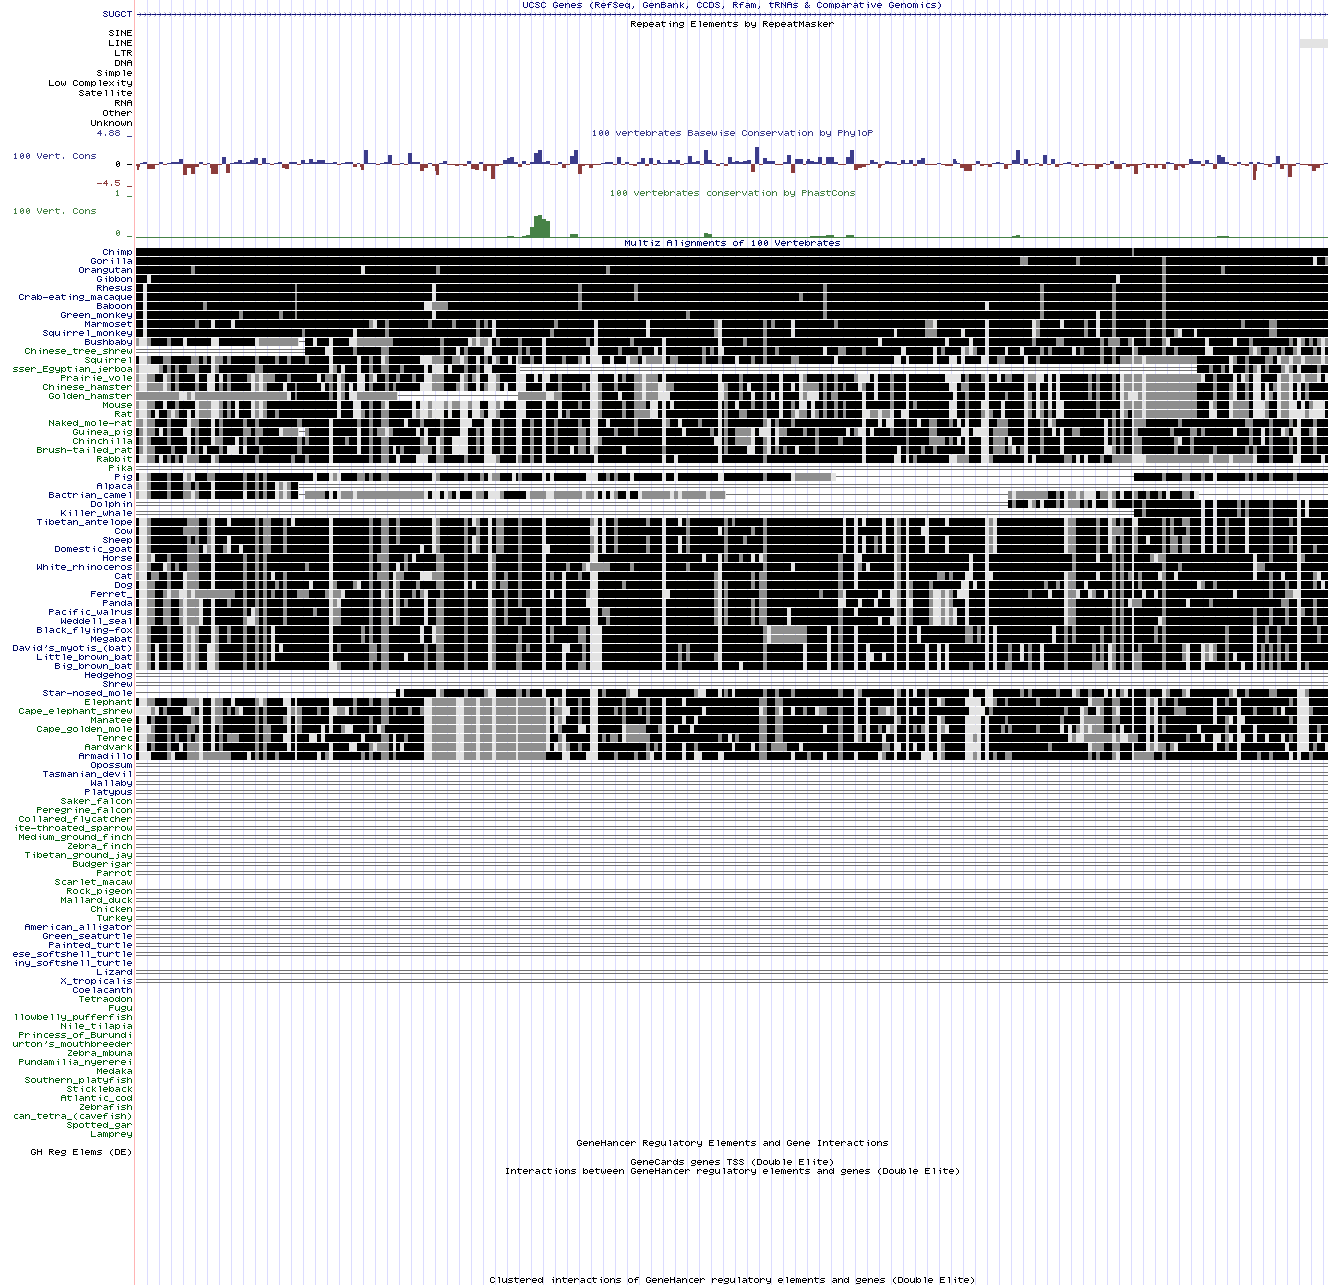 UCSC Genes (RefSeq, GenBank, CCDS, Rfam, tRNAs & Comparative Genomics)
SUGCT
Repeating Elements by RepeatMasker
SINE
LINE
LTR
DNA
Simple
Low Complexity
Satellite
RNA
Other
Unknown
4.88 _
100 vertebrates Basewise Conservation by PhyloP
100 Vert. Cons
0 _
-4.5 _
1 _
100 vertebrates conservation by PhastCons
100 Vert. Cons
0 _
Multiz Alignments of 100 Vertebrates
Chimp
Gorilla
Orangutan
Gibbon
Rhesus
Crab-eating_macaque
Baboon
Green_monkey
Marmoset
Squirrel_monkey
Bushbaby
Chinese_tree_shrew
Squirrel
sser_Egyptian_jerboa
Prairie_vole
Chinese_hamster
Golden_hamster
Mouse
Rat
Naked_mole-rat
Guinea_pig
Chinchilla
Brush-tailed_rat
Rabbit
Pika
Pig
Alpaca
Bactrian_camel
Dolphin
Killer_whale
Tibetan_antelope
Cow
Sheep
Domestic_goat
Horse
White_rhinoceros
Cat
Dog
Ferret_
Panda
Pacific_walrus
Weddell_seal
Black_flying-fox
Megabat
David's_myotis_(bat)
Little_brown_bat
Big_brown_bat
Hedgehog
Shrew
Star-nosed_mole
Elephant
Cape_elephant_shrew
Manatee
Cape_golden_mole
Tenrec
Aardvark
Armadillo
Opossum
Tasmanian_devil
Wallaby
Platypus
Saker_falcon
Peregrine_falcon
Collared_flycatcher
ite-throated_sparrow
Medium_ground_finch
Zebra_finch
Tibetan_ground_jay
Budgerigar
Parrot
Scarlet_macaw
Rock_pigeon
Mallard_duck
Chicken
Turkey
American_alligator
Green_seaturtle
Painted_turtle
ese_softshell_turtle
iny_softshell_turtle
Lizard
X_tropicalis
Coelacanth
Tetraodon
Fugu
llowbelly_pufferfish
Nile_tilapia
Princess_of_Burundi
urton's_mouthbreeder
Zebra_mbuna
Pundamilia_nyererei
Medaka
Southern_platyfish
Stickleback
Atlantic_cod
Zebrafish
can_tetra_(cavefish)
Spotted_gar
Lamprey
GeneHancer Regulatory Elements and Gene Interactions
GH Reg Elems (DE)
GeneCards genes TSS (Double Elite)
Interactions between GeneHancer regulatory elements and genes (Double Elite)
Clustered interactions of GeneHancer regulatory elements and genes (Double Elite)